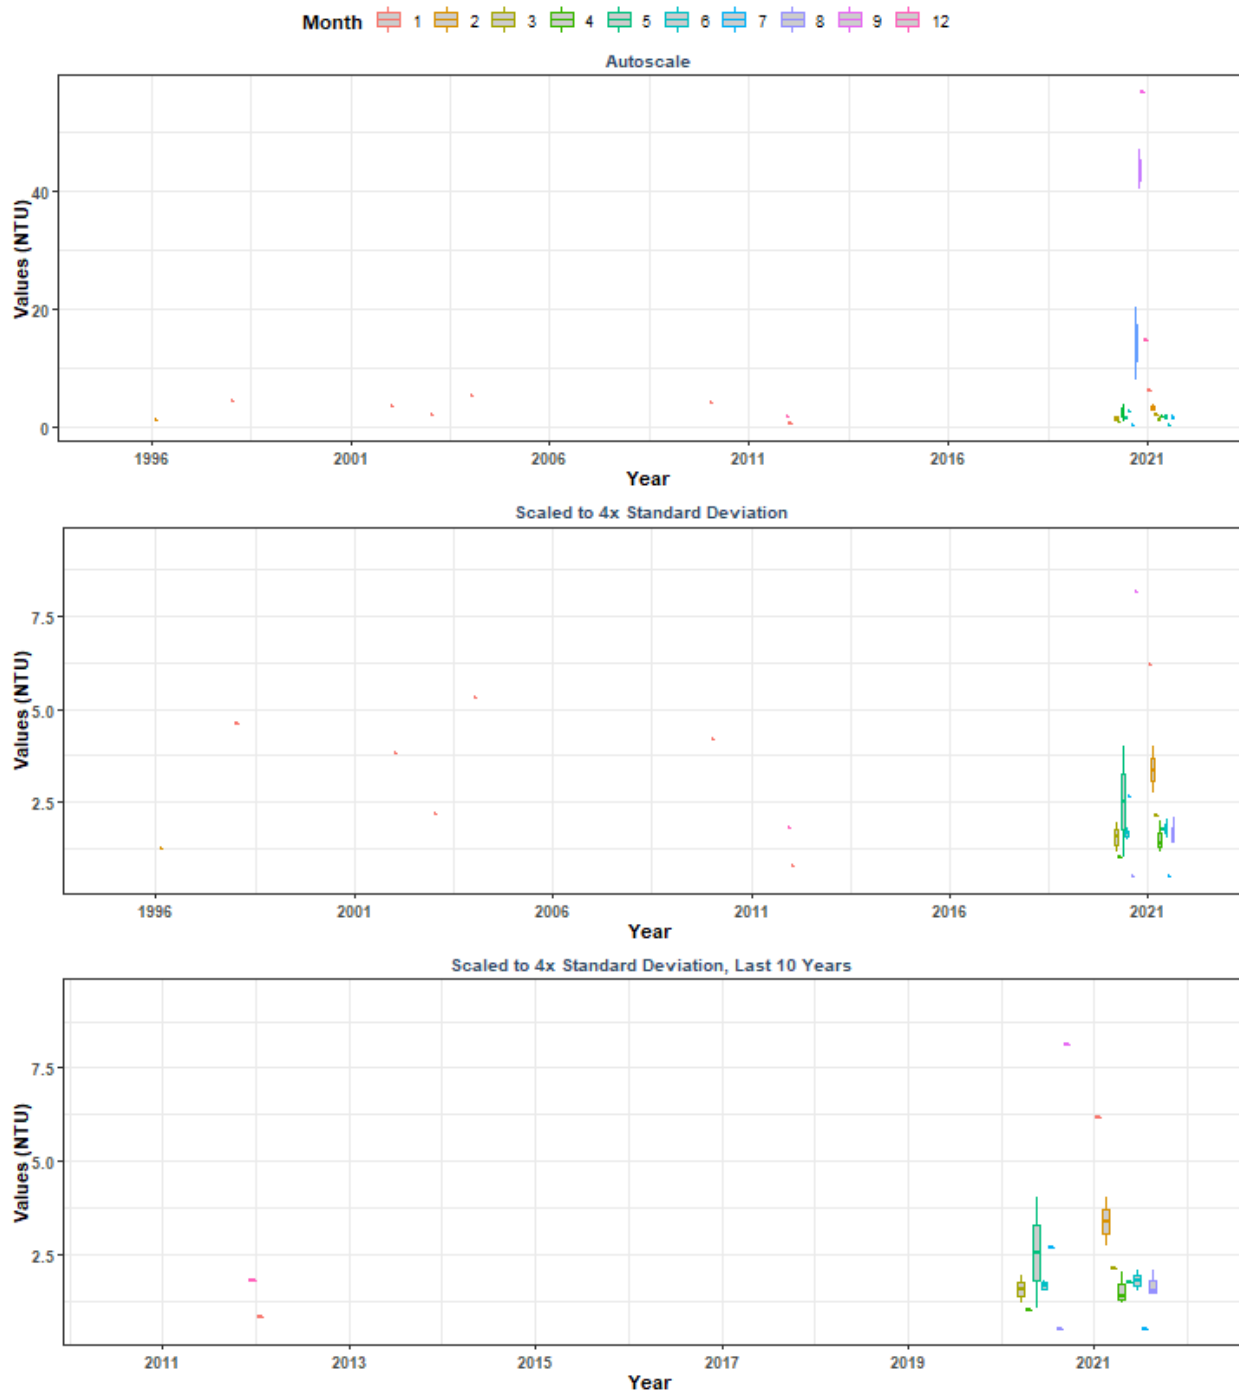 Month 1 2 3 4 5 6 7 8 9 12
Autoscale
Values (NTU)
40
20
0
1996 2001 2006 2011 2016 2021
Year
Scaled to 4x Standard Deviation
Values (NTU)
7.5
5.0
2.5
1996 2001 2006 2011 2016 2021
Year
Scaled to 4x Standard Deviation, Last 10 Years
Values (NTU)
7.5
5.0
2.5
2011 2013 2015 2017 2019 2021
Year